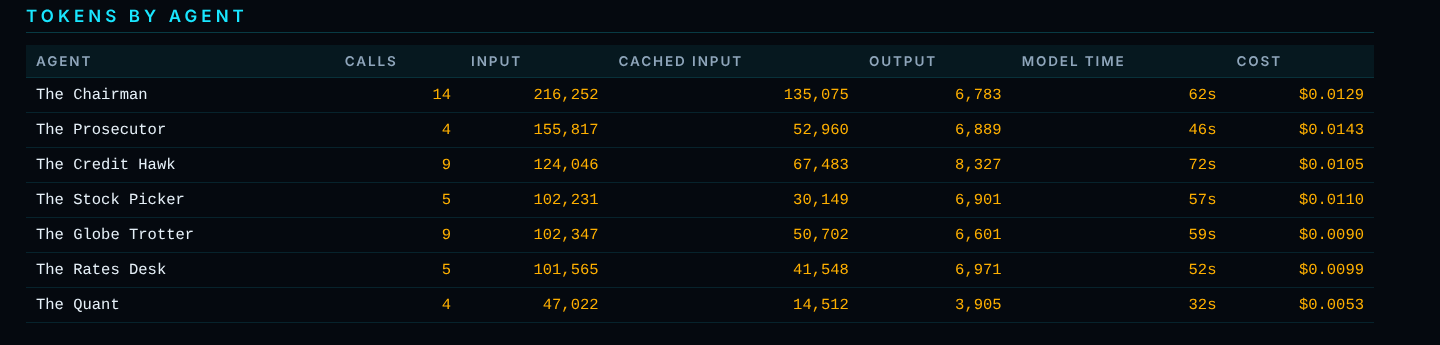 TOKENS BY AGENT
AGENT CALLS INPUT CACHED INPUT OUTPUT MODEL TIME COST
The Chairman 14 216,252 135,075 6,783 62s $0.0129
The Prosecutor 4 155,817 52,960 6,889 46s $0.0143
The Credit Hawk 9 124,046 67,483 8,327 72s $0.0105
The Stock Picker 5 102,231 30,149 6,901 57s $0.0110
The Globe Trotter 9 102,347 50,702 6,601 59s $0.0090
The Rates Desk 5 101,565 41,548 6,971 52s $0.0099
The Quant 4 47,022 14,512 3,905 32s $0.0053